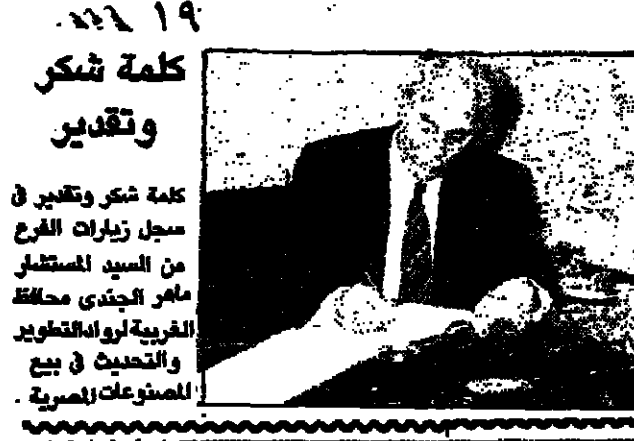 ١٩
كلمة شكر
وتقدير
كلمة شكر وتقدير في
سجل زيارات الفرع
من السيد المستشار
ماهر الجندى محافظ
الغربية لرواد التطوير
والتحديث في بيع
المصنوعات المصرية .